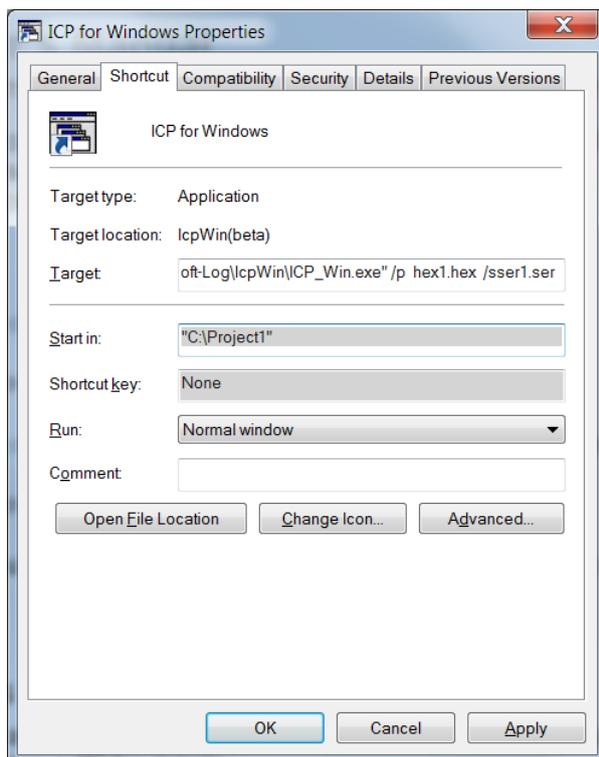 ICP for Windows Properties
General Shortcut Compatibility Security Details Previous Versions
ICP for Windows
Target type: Application
Target location: IcpWin(beta)
Target: oft-Log\IcpWin\ICP_Win.exe" /p hex1.hex /sser1.ser
Start in: "C:\Project1"
Shortcut key: None
Run: Normal window
Comment:
Open File Location Change Icon... Advanced...
OK Cancel Apply